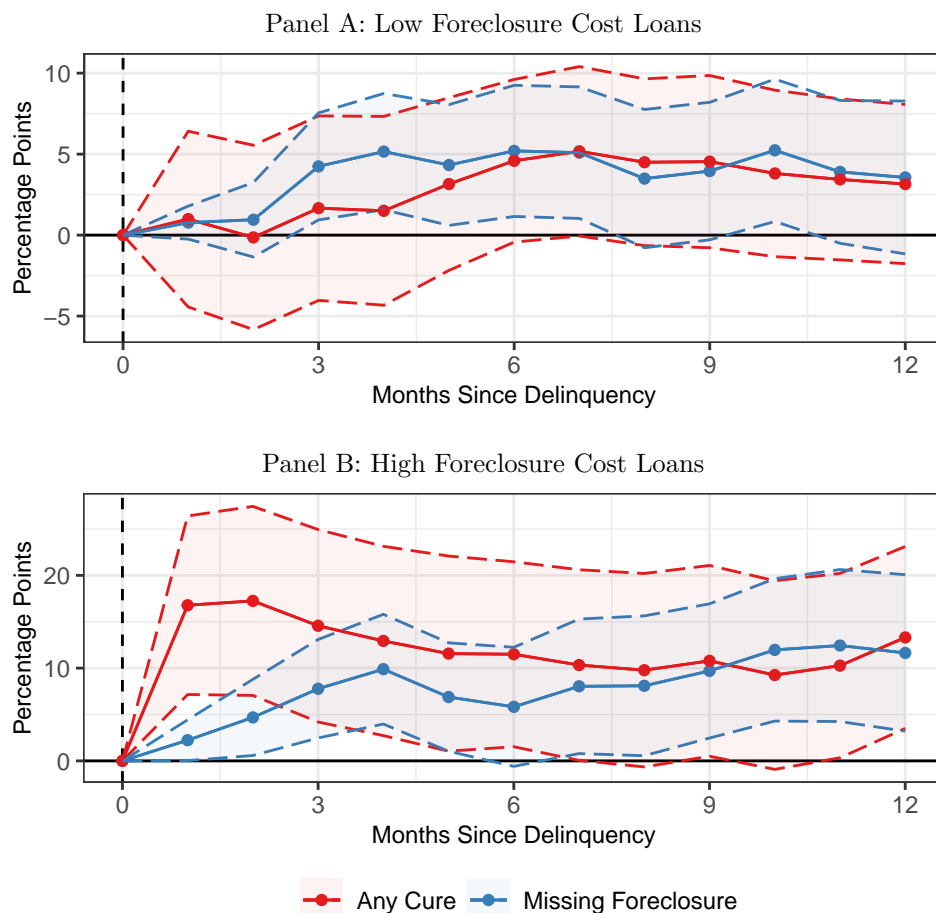 Panel A: Low Foreclosure Cost Loans
Percentage Points
10
5
0
−5
0 3 6 9 12
Months Since Delinquency
Panel B: High Foreclosure Cost Loans
Percentage Points
20
10
0
0 3 6 9 12
Months Since Delinquency
Any Cure Missing Foreclosure